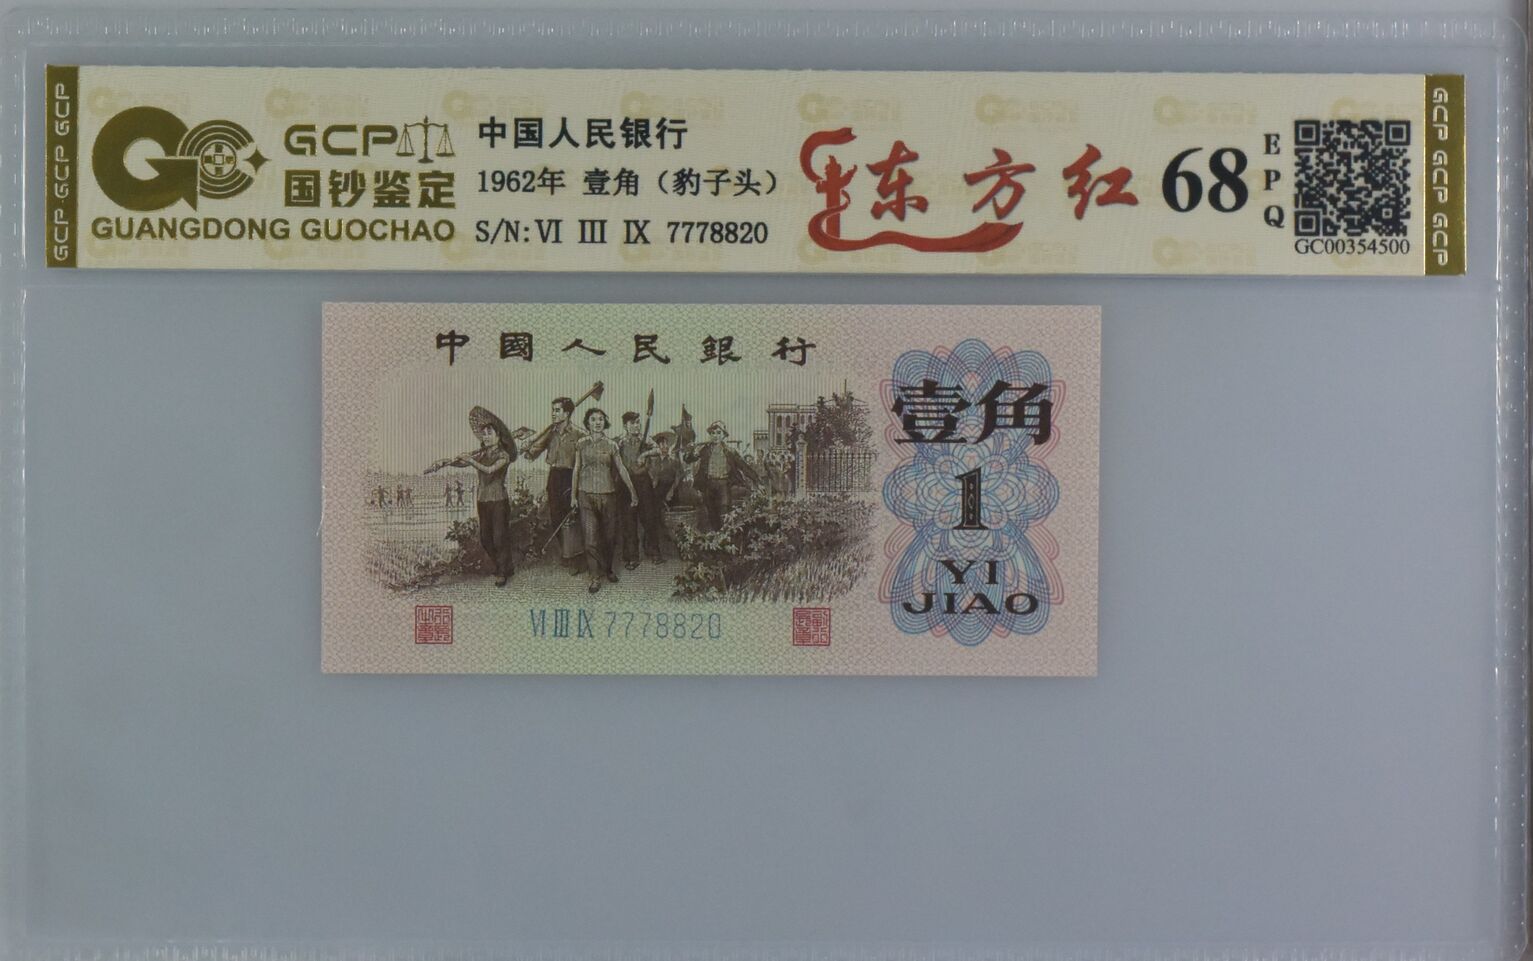 GCP
国钞鉴定
GUANGDONG GUOCHAO
中国人民银行
1962年 壹角（豹子头）
S/N: VI III IX 7778820
东方红
68
EPQ
GC00354500
GCP GCP GCP
GCP GCP GCP
中國人民銀行
壹角
1
YI
JIAO
VI III IX 7778820